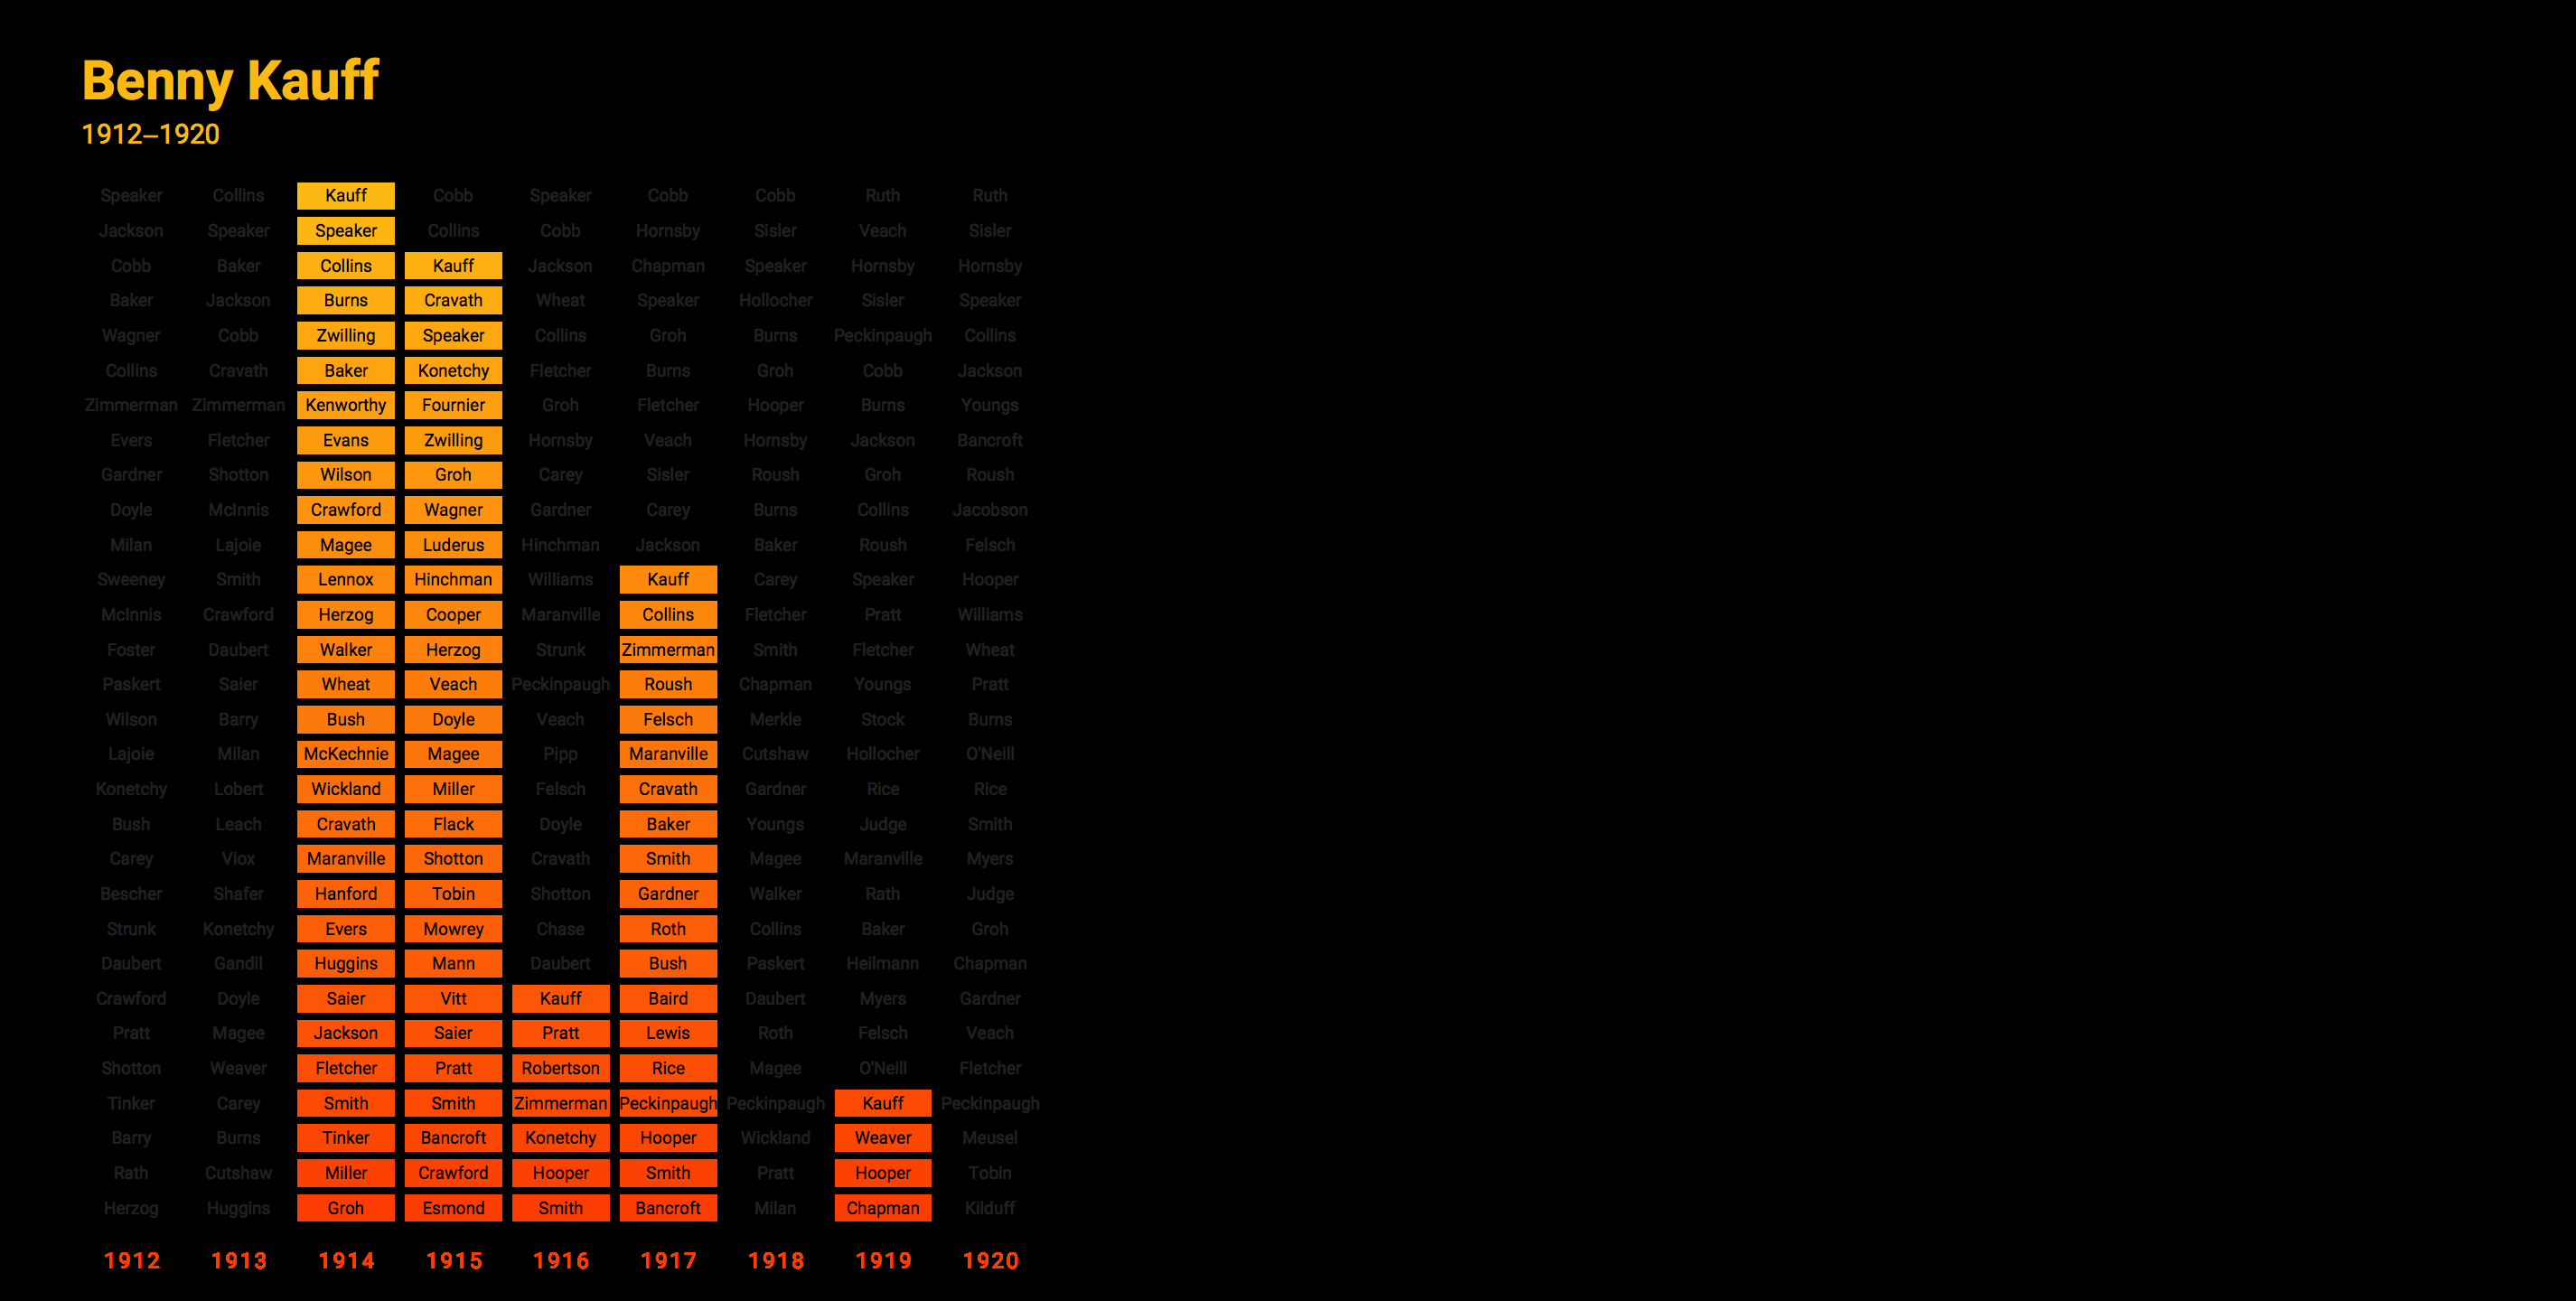 Benny Kauff
1912–1920
Speaker Collins Kauff Cobb Speaker Cobb Cobb Ruth Ruth
Jackson Speaker Speaker Collins Cobb Hornsby Sisler Veach Sisler
Cobb Baker Collins Kauff Jackson Chapman Speaker Hornsby Hornsby
Baker Jackson Burns Cravath Wheat Speaker Hollocher Sisler Speaker
Wagner Cobb Zwilling Speaker Collins Groh Burns Peckinpaugh Collins
Collins Cravath Baker Konetchy Fletcher Burns Groh Cobb Jackson
Zimmerman Zimmerman Kenworthy Fournier Groh Fletcher Hooper Burns Youngs
Evers Fletcher Evans Zwilling Hornsby Veach Hornsby Jackson Bancroft
Gardner Shotton Wilson Groh Carey Sisler Roush Groh Roush
Doyle McInnis Crawford Wagner Gardner Carey Burns Collins Jacobson
Milan Lajoie Magee Luderus Hinchman Jackson Baker Roush Felsch
Sweeney Smith Lennox Hinchman Williams Kauff Carey Speaker Hooper
McInnis Crawford Herzog Cooper Maranville Collins Fletcher Pratt Williams
Foster Daubert Walker Herzog Strunk Zimmerman Smith Fletcher Wheat
Paskert Saier Wheat Veach Peckinpaugh Roush Chapman Youngs Pratt
Wilson Barry Bush Doyle Veach Felsch Merkle Stock Burns
Lajoie Milan McKechnie Magee Pipp Maranville Cutshaw Hollocher O'Neill
Konetchy Lobert Wickland Miller Felsch Cravath Gardner Rice Rice
Bush Leach Cravath Flack Doyle Baker Youngs Judge Smith
Carey Viox Maranville Shotton Cravath Smith Magee Maranville Myers
Bescher Shafer Hanford Tobin Shotton Gardner Walker Rath Judge
Strunk Konetchy Evers Mowrey Chase Roth Collins Baker Groh
Daubert Gandil Huggins Mann Daubert Bush Paskert Heilmann Chapman
Crawford Doyle Saier Vitt Kauff Baird Daubert Myers Gardner
Pratt Magee Jackson Saier Pratt Lewis Roth Felsch Veach
Shotton Weaver Fletcher Pratt Robertson Rice Magee O'Neill Fletcher
Tinker Carey Smith Smith Zimmerman Peckinpaugh Peckinpaugh Kauff Peckinpaugh
Barry Burns Tinker Bancroft Konetchy Hooper Wickland Weaver Meusel
Rath Cutshaw Miller Crawford Hooper Smith Pratt Hooper Tobin
Herzog Huggins Groh Esmond Smith Bancroft Milan Chapman Kilduff
1912 1913 1914 1915 1916 1917 1918 1919 1920